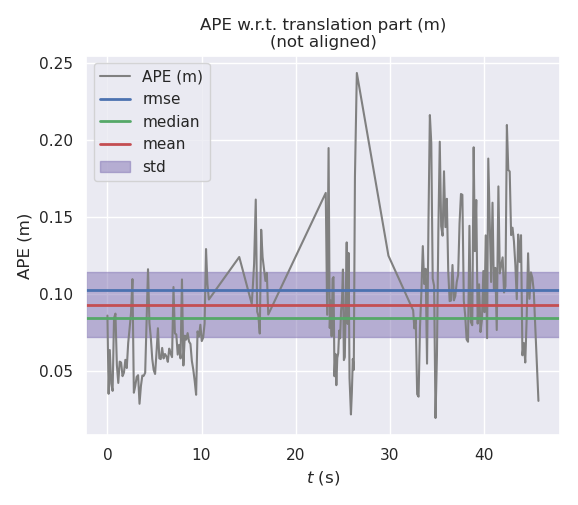 APE w.r.t. translation part (m)
(not aligned)
APE (m)
rmse
median
mean
std
0.25
0.20
0.15
0.10
0.05
APE (m)
0 10 20 30 40
t (s)